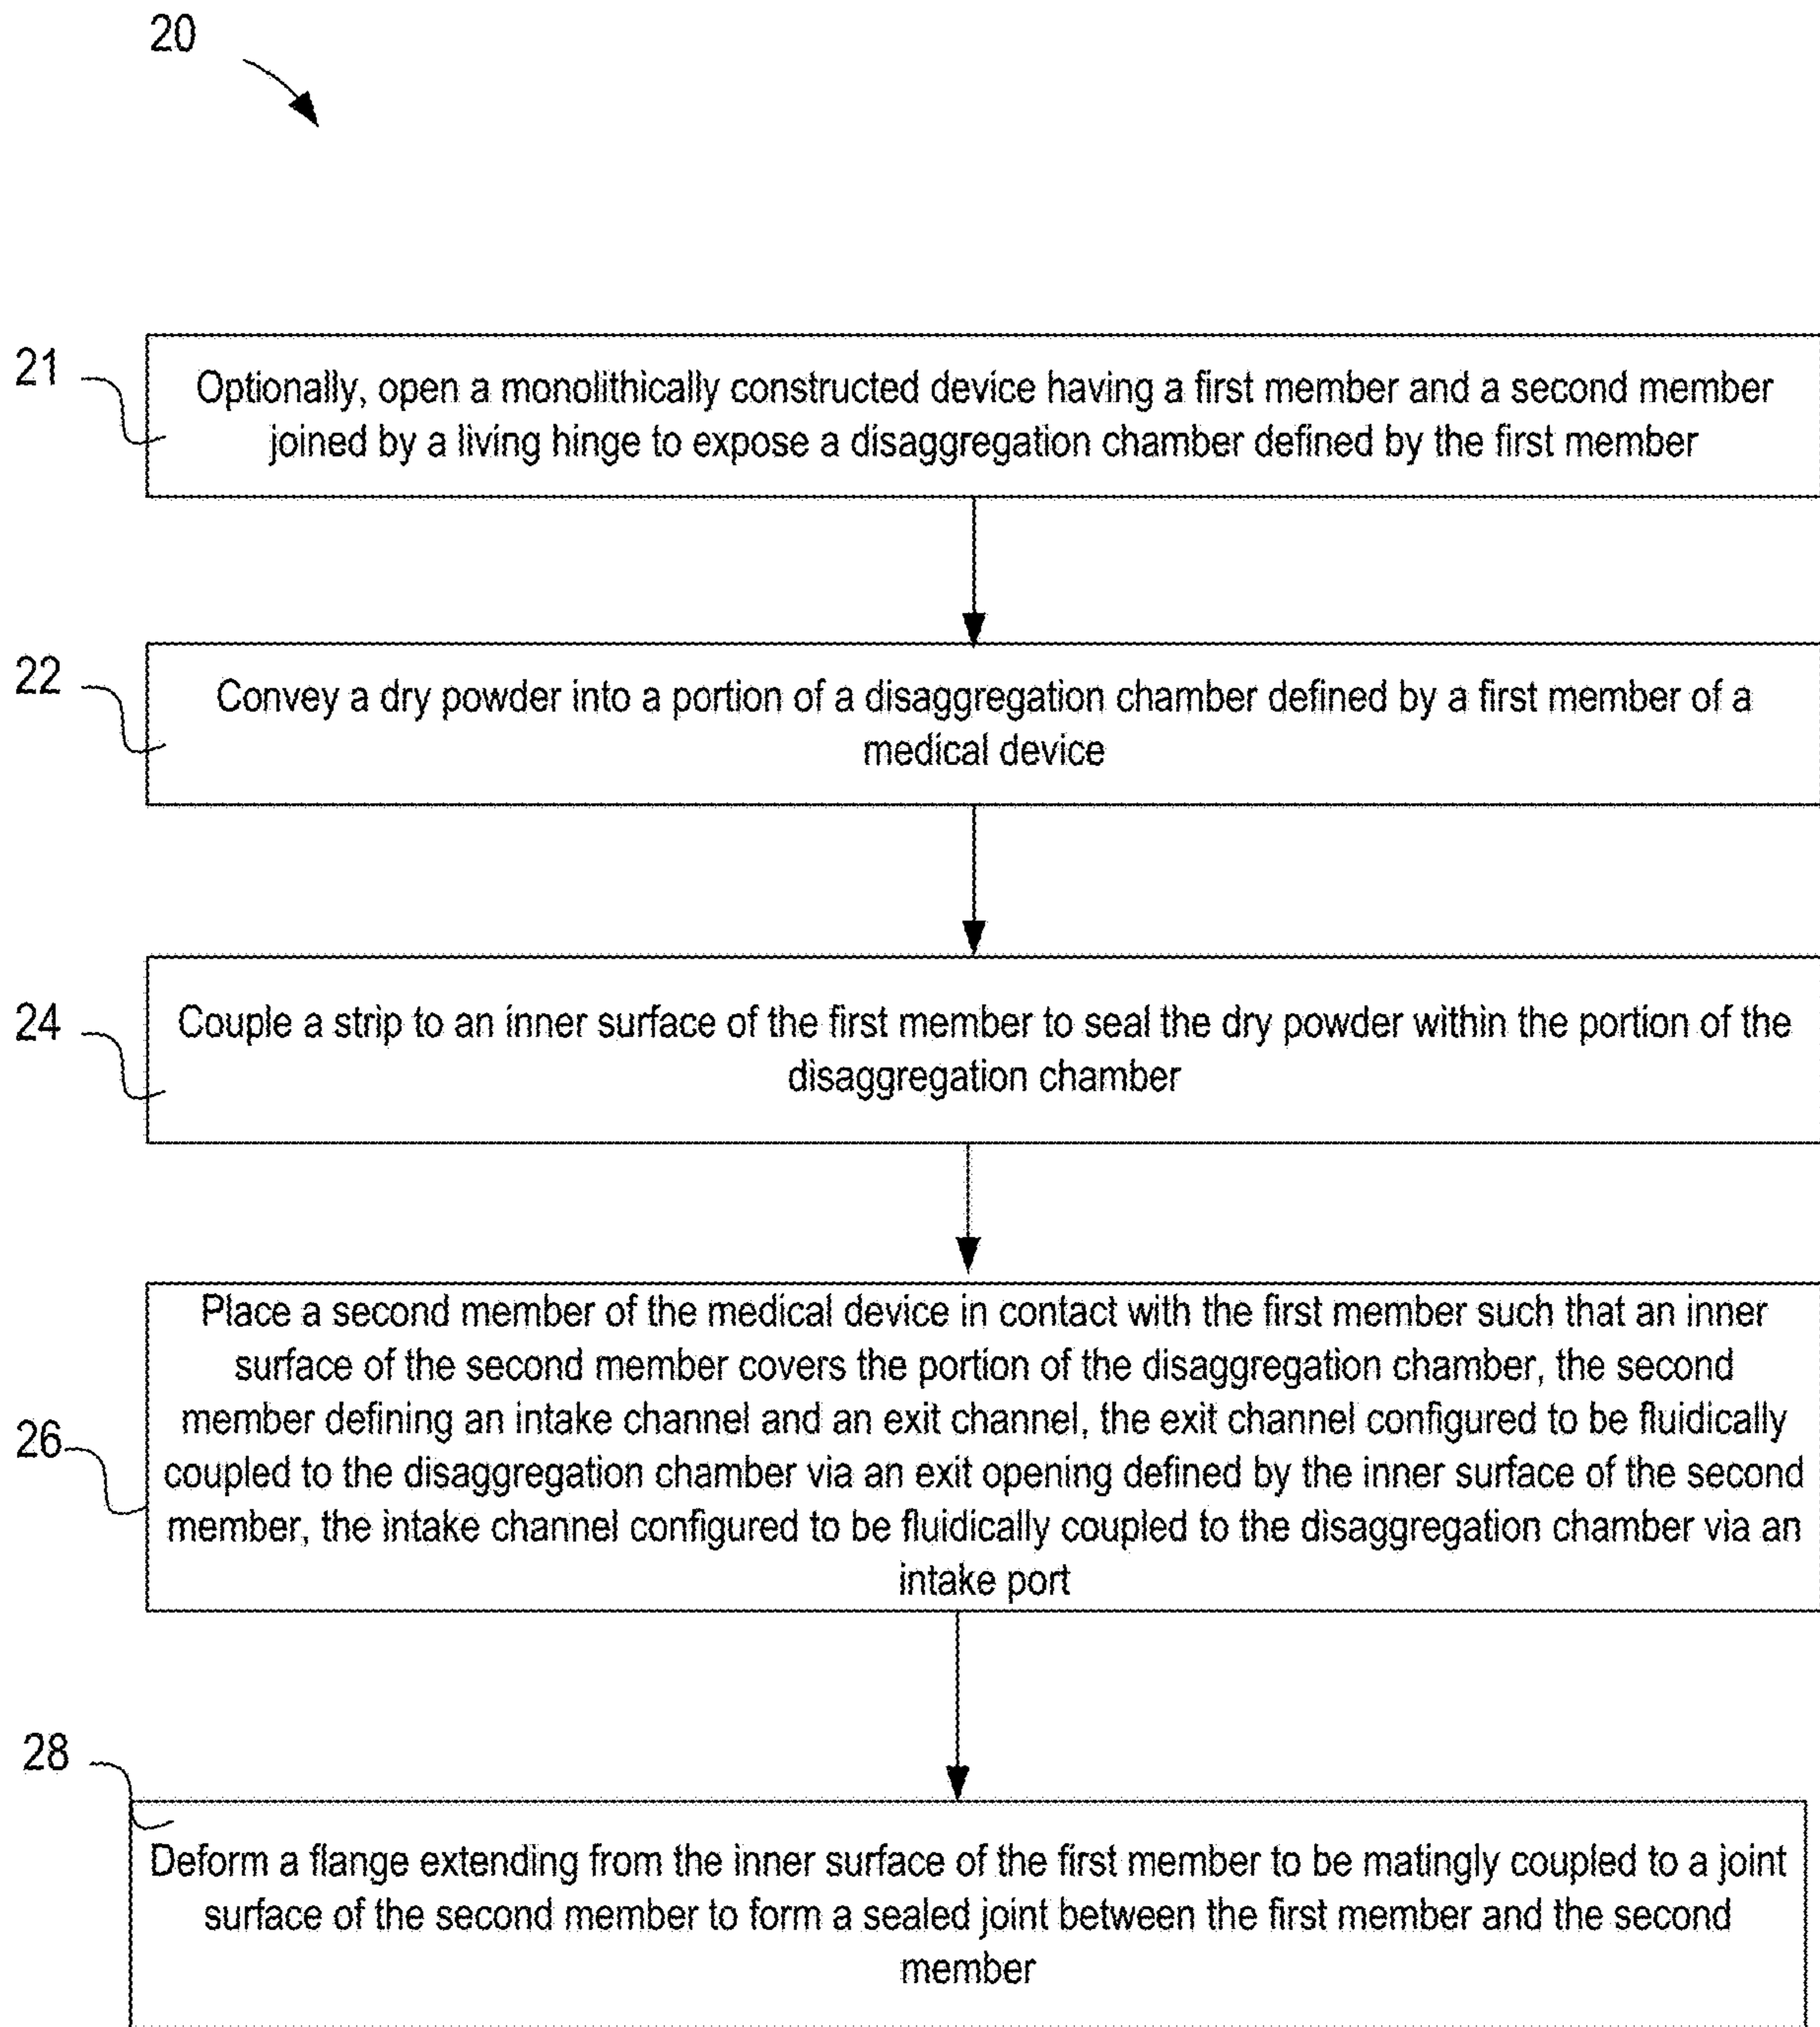 20
21
Optionally, open a monolithically constructed device having a first member and a second member
joined by a living hinge to expose a disaggregation chamber defined by the first member
22
Convey a dry powder into a portion of a disaggregation chamber defined by a first member of a
medical device
24
Couple a strip to an inner surface of the first member to seal the dry powder within the portion of the
disaggregation chamber
26
Place a second member of the medical device in contact with the first member such that an inner
surface of the second member covers the portion of the disaggregation chamber, the second
member defining an intake channel and an exit channel, the exit channel configured to be fluidically
coupled to the disaggregation chamber via an exit opening defined by the inner surface of the second
member, the intake channel configured to be fluidically coupled to the disaggregation chamber via an
intake port
28
Deform a flange extending from the inner surface of the first member to be matingly coupled to a joint
surface of the second member to form a sealed joint between the first member and the second
member